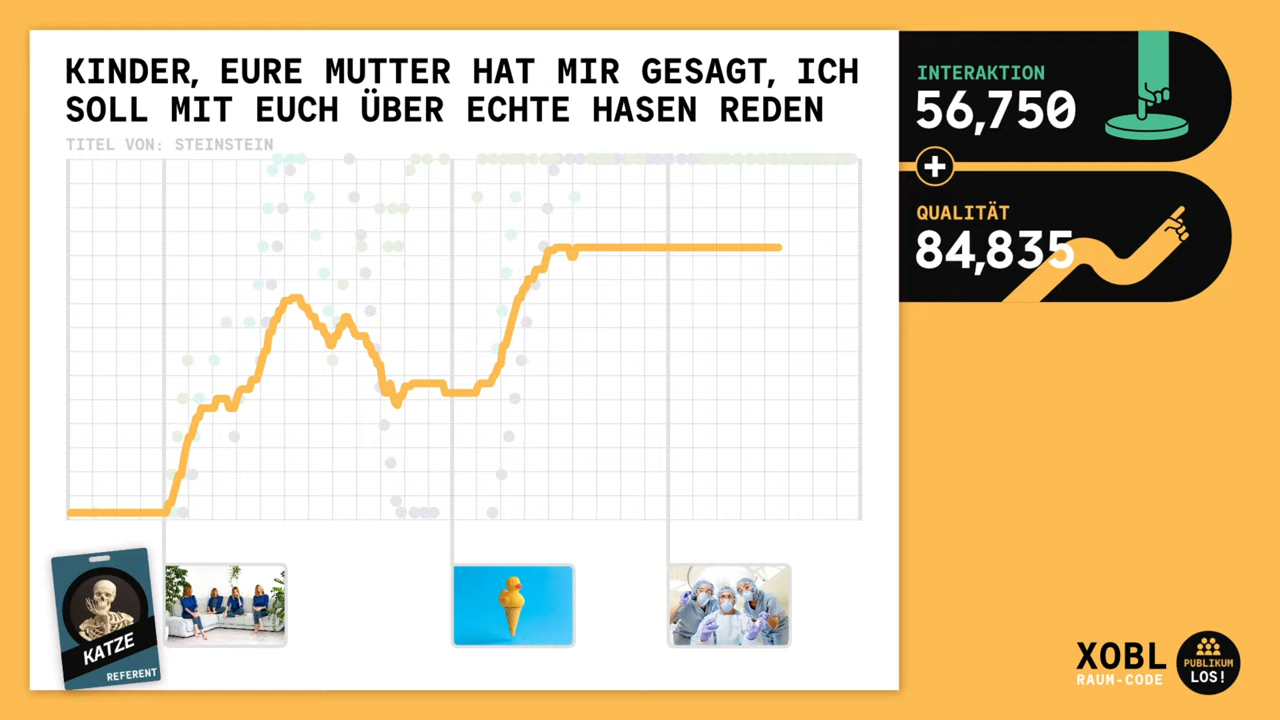 KINDER, EURE MUTTER HAT MIR GESAGT, ICH
SOLL MIT EUCH ÜBER ECHTE HASEN REDEN
TITEL VON: STEINSTEIN
INTERAKTION
56,750
+
QUALITÄT
84,835
KATZE
REFERENT
XOBL
RAUM-CODE
PUBLIKUM
LOS!